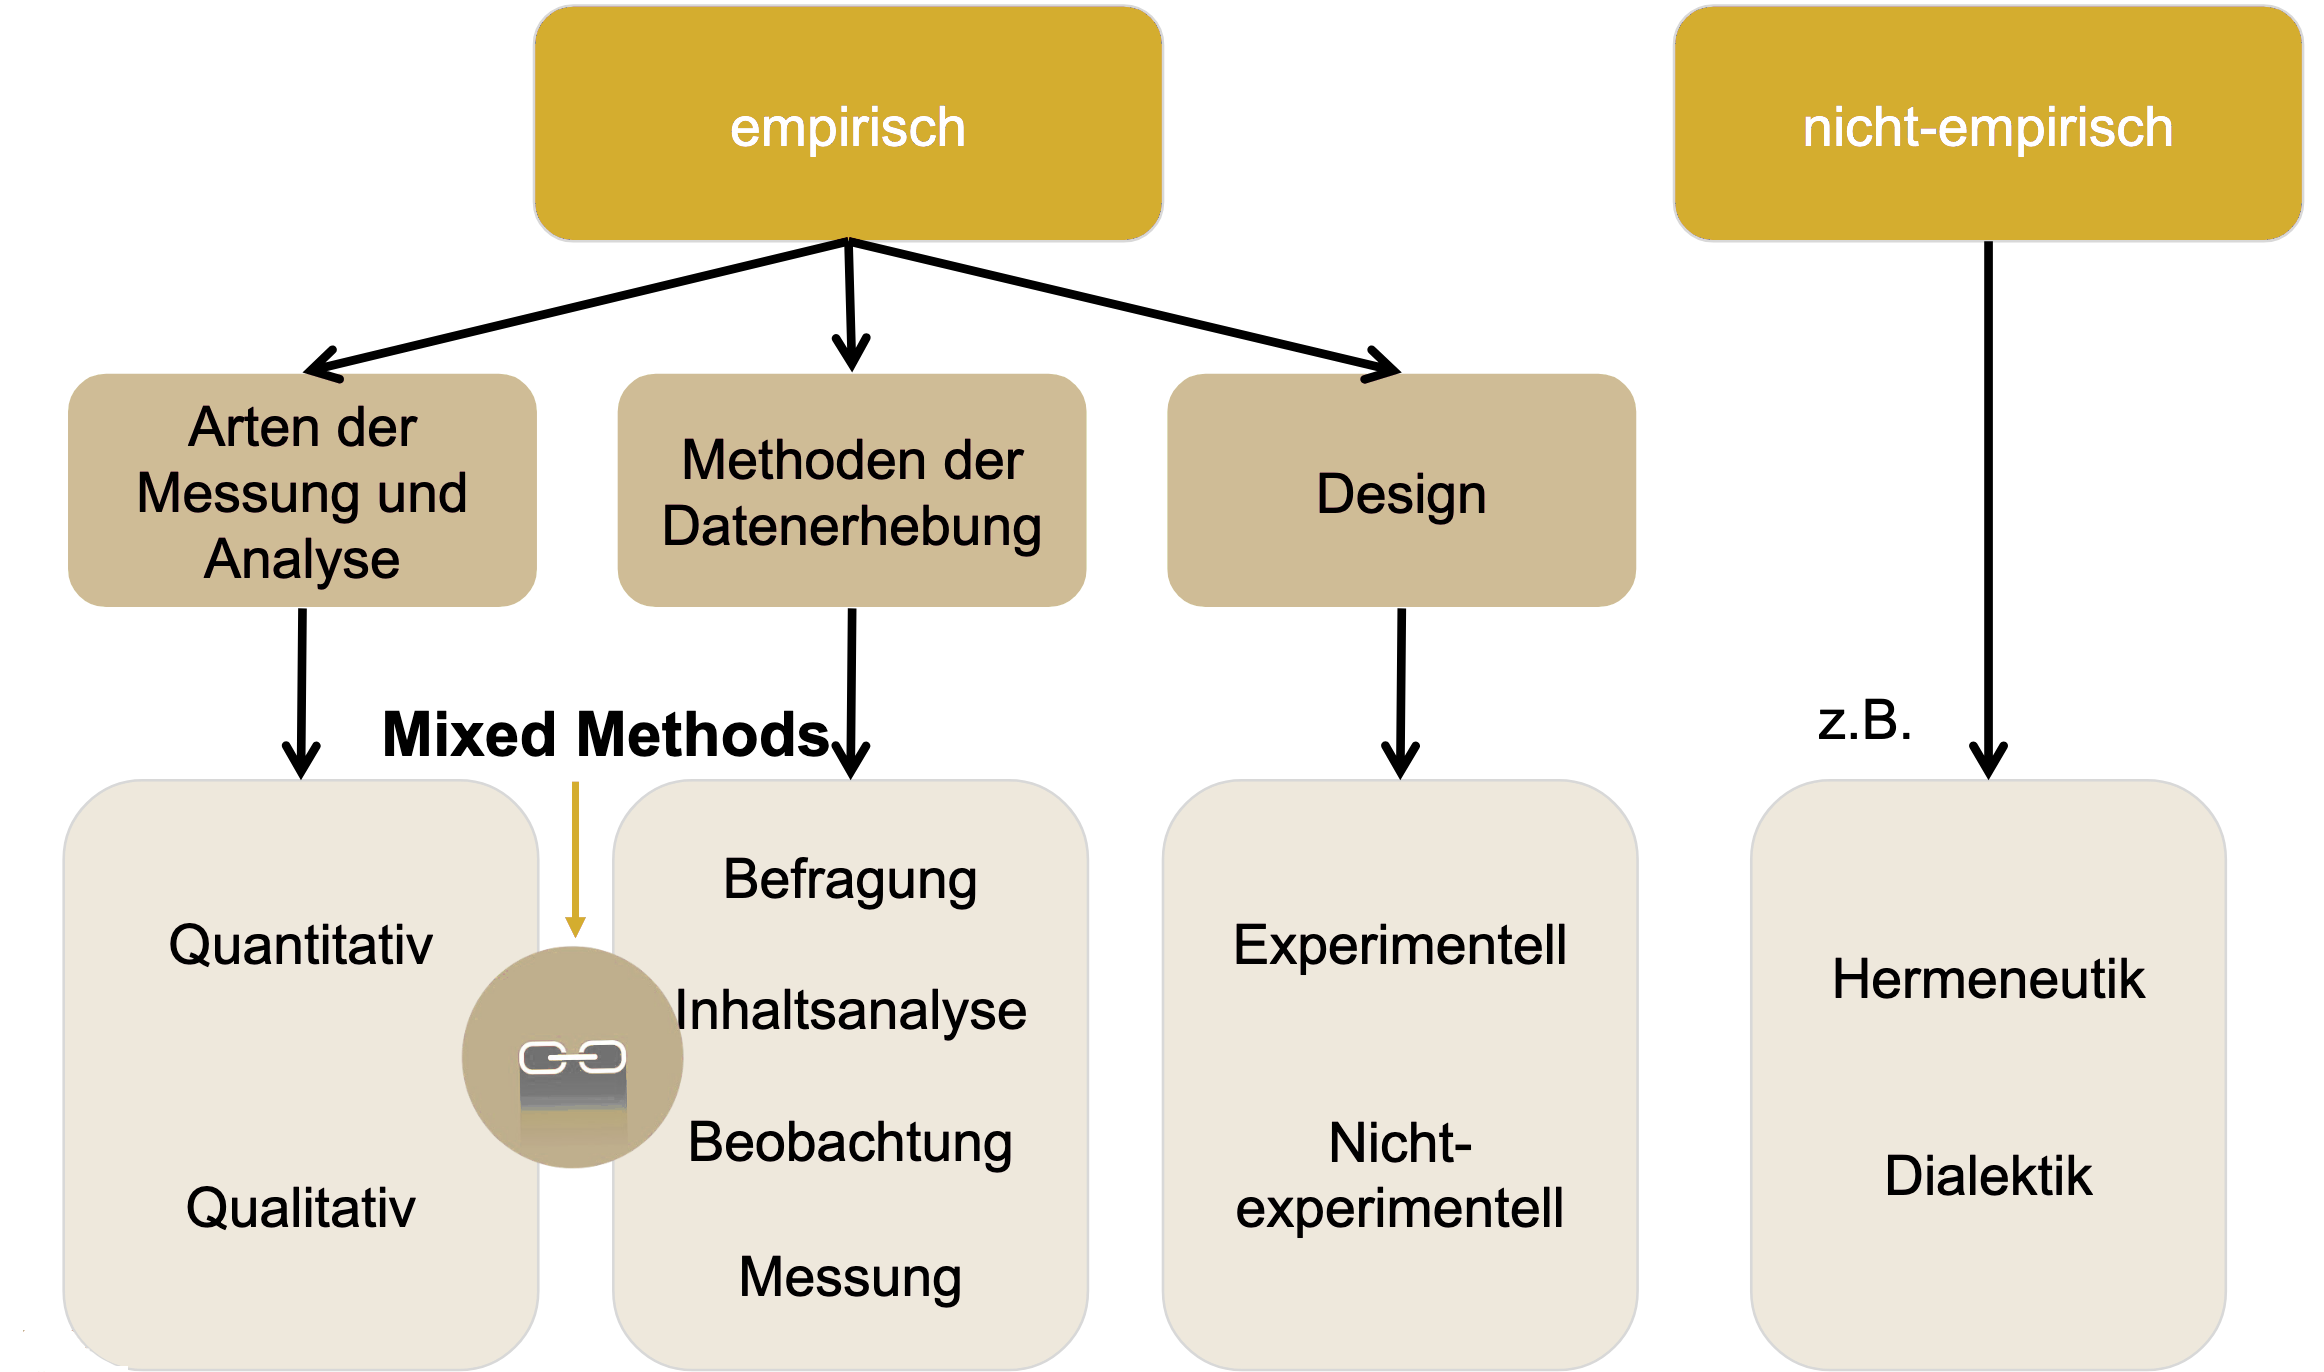 empirisch
nicht-empirisch
Arten der
Messung und
Analyse
Methoden der
Datenerhebung
Design
Mixed Methods
z.B.
Quantitativ
Qualitativ
Befragung
Inhaltsanalyse
Beobachtung
Messung
Experimentell
Nicht-
experimentell
Hermeneutik
Dialektik